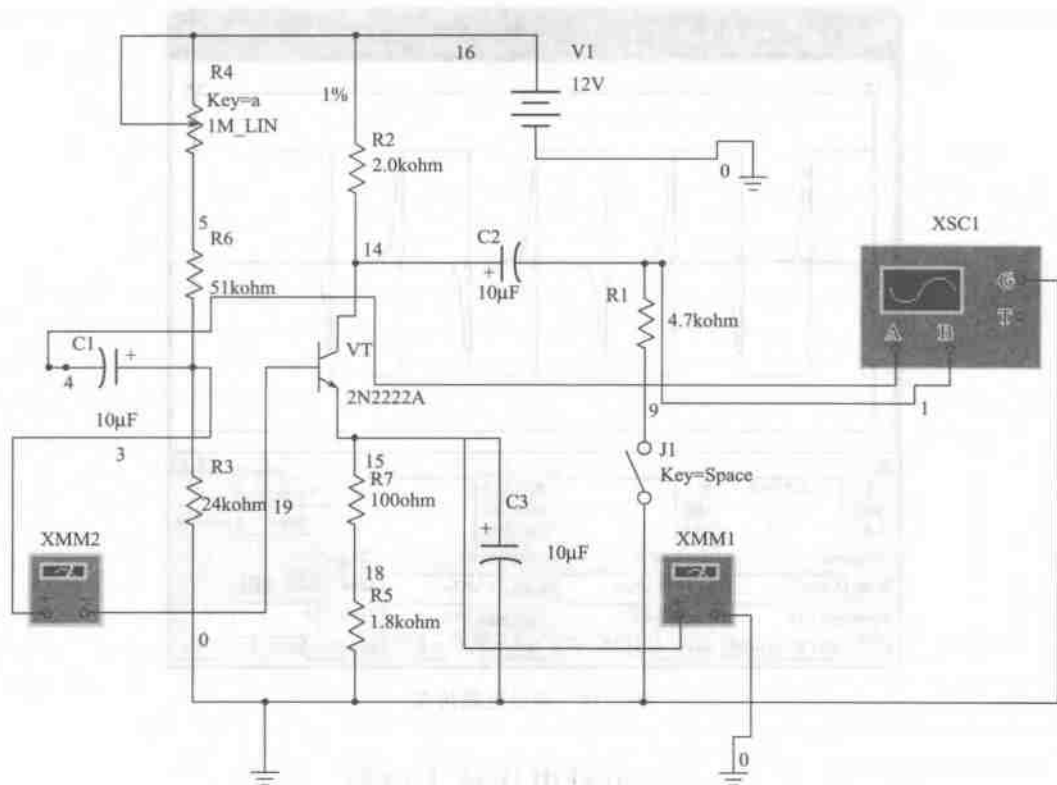 16
V1
12V
R4
Key=a
1M_LIN
1%
R2
2.0kohm
0
5
R6
51kohm
14
C2
+
10μF
R1
4.7kohm
XSC1
G
T
A
B
C1
+
4
10μF
3
VT
2N2222A
9
1
J1
Key=Space
R3
24kohm
19
15
R7
100ohm
C3
+
10μF
XMM2
XMM1
18
R5
1.8kohm
0
0